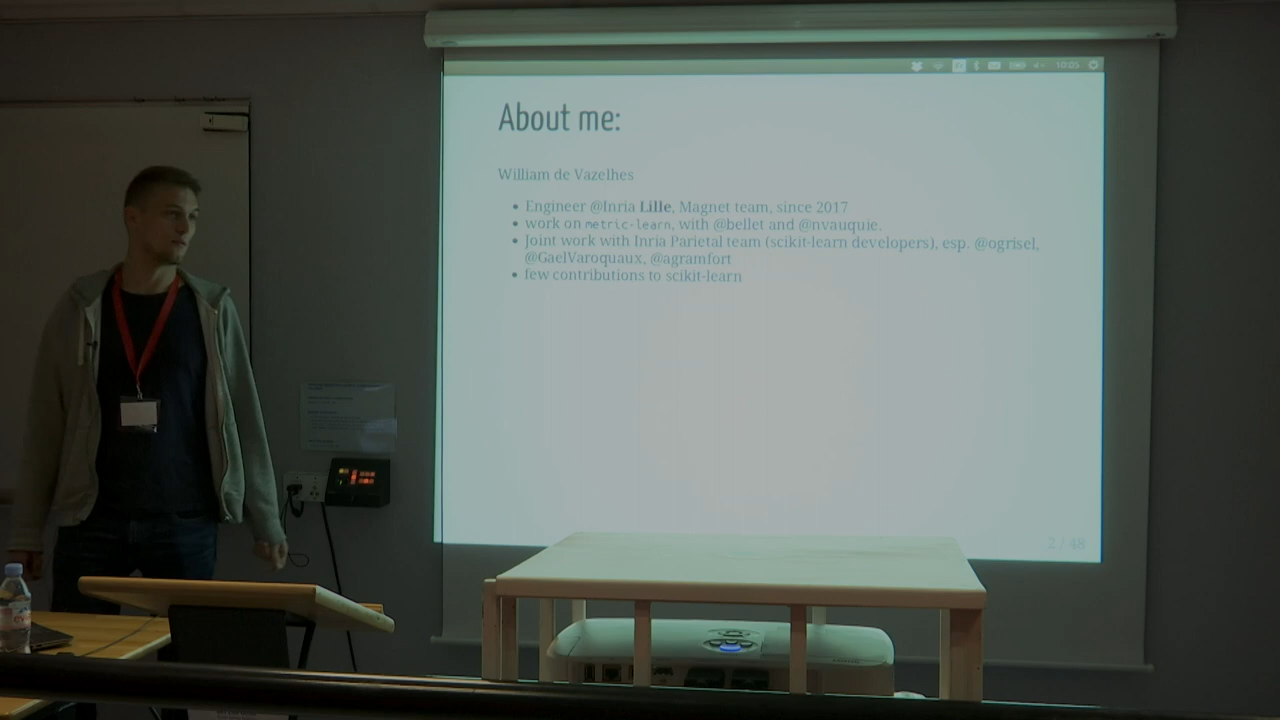 10:05
About me:
William de Vazelhes
• Engineer @Inria Lille, Magnet team, since 2017
• work on metric-learn, with @bellet and @nvauquie.
• Joint work with Inria Parietal team (scikit-learn developers), esp. @ogrisel,
@GaelVaroquaux, @agramfort
• few contributions to scikit-learn
2 / 48